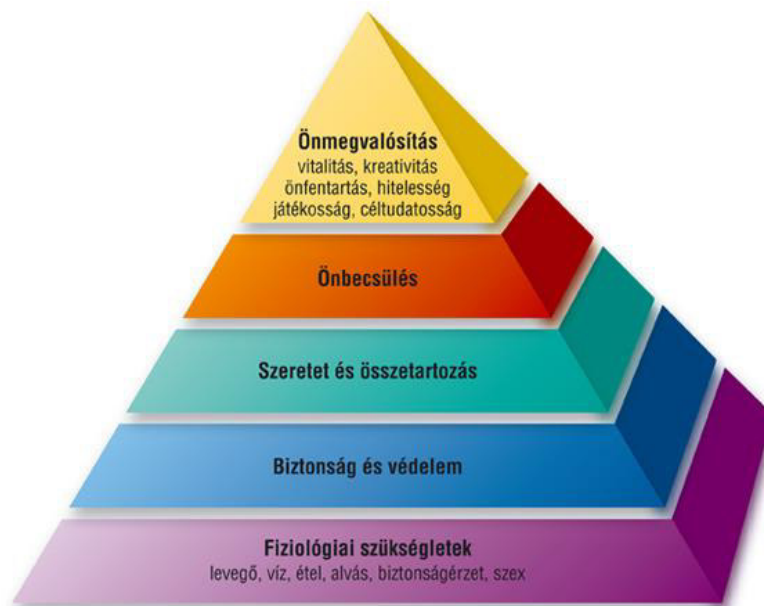 Önmegvalósítás
vitalitás, kreativitás
önfentartás, hitelesség
játékosság, céltudatosság
Önbecsülés
Szeretet és összetartozás
Biztonság és védelem
Fiziológiai szükségletek
levegő, víz, étel, alvás, biztonságérzet, szex